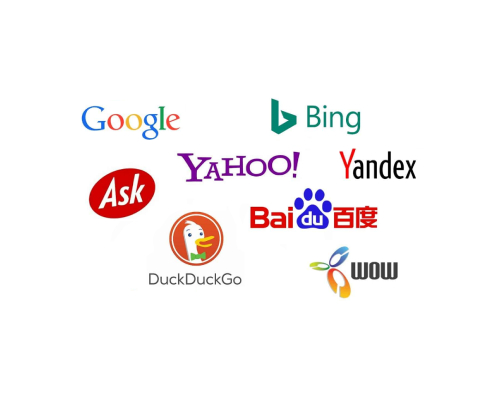 Google
Bing
YAHOO!
Yandex
Ask
Bai du 百度
DuckDuckGo
WOW